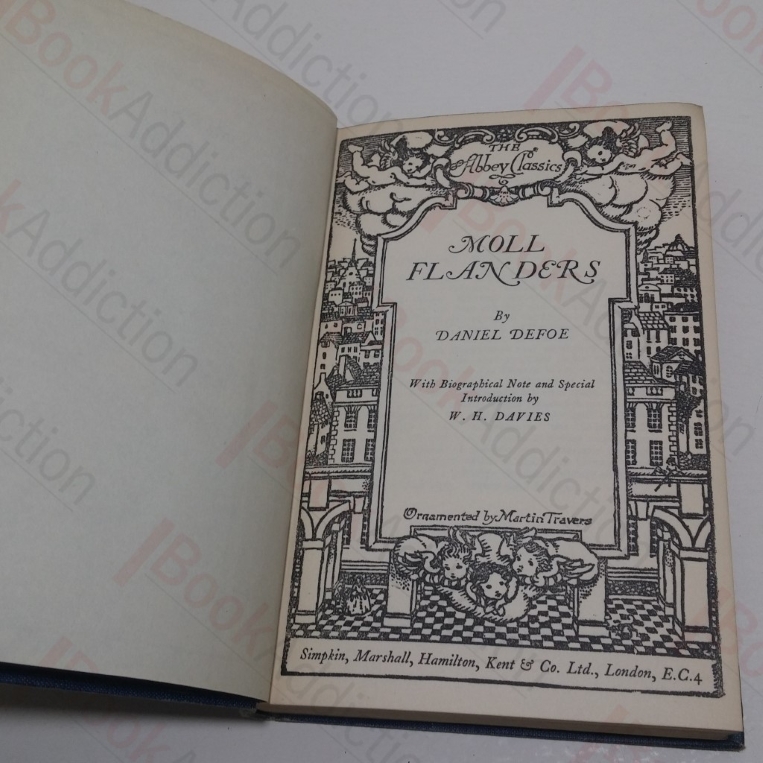 THE
Abbey Classics
MOLL
FLANDERS
By
DANIEL DEFOE
With Biographical Note and Special
Introduction by
W. H. DAVIES
Ornamented by Martin Travers
Simpkin, Marshall, Hamilton, Kent & Co. Ltd., London, E.C.4
BookAddiction